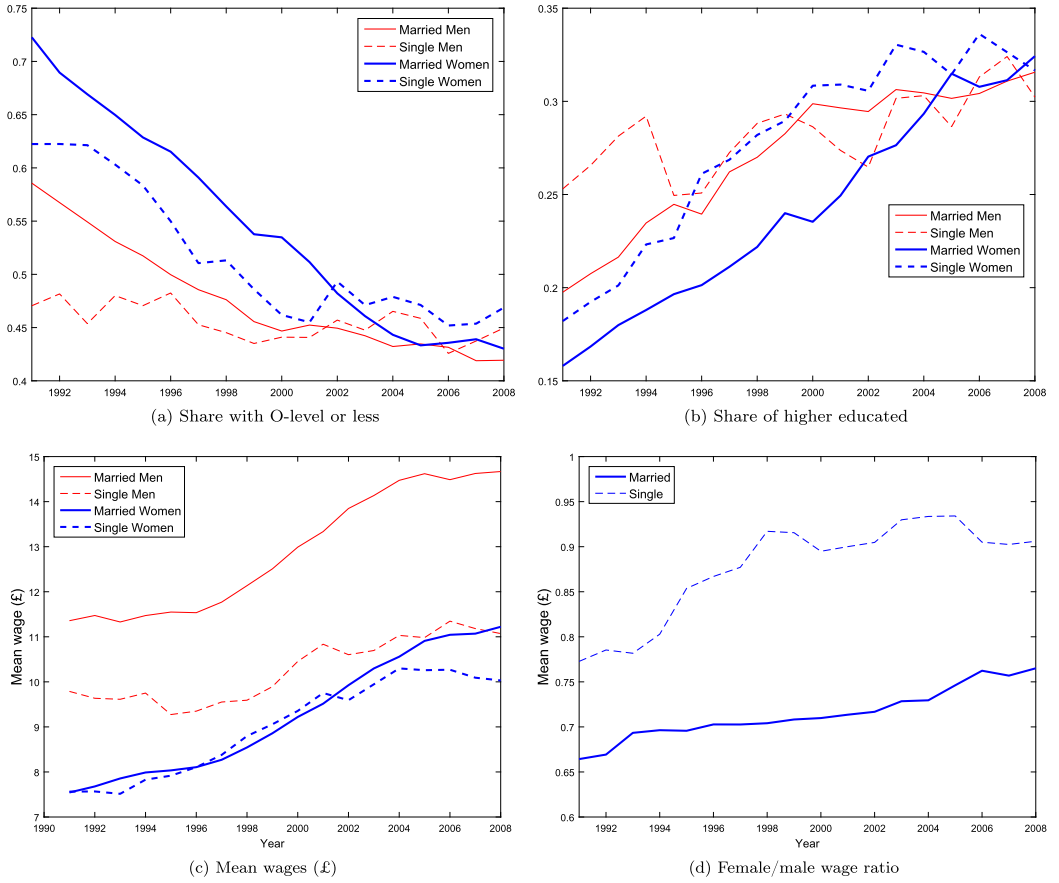 0.75
0.7
0.65
0.6
0.55
0.5
0.45
0.4
1992 1994 1996 1998 2000 2002 2004 2006 2008
Married Men
Single Men
Married Women
Single Women
(a) Share with O-level or less
0.35
0.3
0.25
0.2
0.15
1992 1994 1996 1998 2000 2002 2004 2006 2008
Married Men
Single Men
Married Women
Single Women
(b) Share of higher educated
Mean wage (£)
15
14
13
12
11
10
9
8
7
1990 1992 1994 1996 1998 2000 2002 2004 2006 2008
Year
Married Men
Single Men
Married Women
Single Women
(c) Mean wages (£)
Mean wage (£)
1
0.95
0.9
0.85
0.8
0.75
0.7
0.65
0.6
1992 1994 1996 1998 2000 2002 2004 2006 2008
Year
Married
Single
(d) Female/male wage ratio